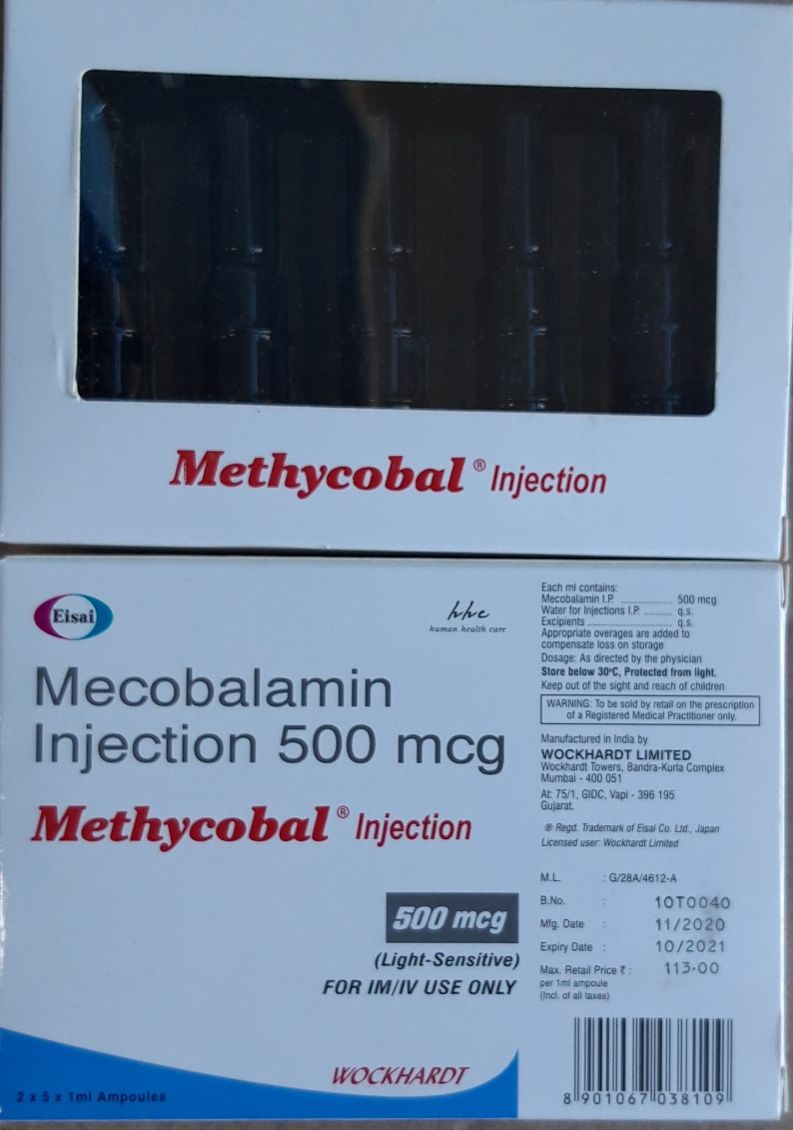 Methycobal® Injection
Eisai
hhc
human health care
Mecobalamin
Injection 500 mcg
Methycobal® Injection
500 mcg
(Light-Sensitive)
FOR IM/IV USE ONLY
WOCKHARDT
2 x 5 x 1ml Ampoules
Each ml contains:
Mecobalamin I.P. .................. 500 mcg
Water for Injections I.P. .......... q.s.
Excipients ........................... q.s.
Appropriate overages are added to
compensate loss on storage
Dosage: As directed by the physician
Store below 30°C, Protected from light.
Keep out of the sight and reach of children
WARNING: To be sold by retail on the prescription
of a Registered Medical Practitioner only.
Manufactured in India by
WOCKHARDT LIMITED
Wockhardt Towers, Bandra-Kurla Complex
Mumbai - 400 051
At: 75/1, GIDC, Vapi - 396 195
Gujarat.
® Regd. Trademark of Eisai Co. Ltd., Japan
Licensed user: Wockhardt Limited
M.L. : G/28A/4612-A
B.No. : 10T0040
Mfg. Date : 11/2020
Expiry Date : 10/2021
Max. Retail Price ₹ : 113.00
per 1ml ampoule
(Incl. of all taxes)
8 901067 038109